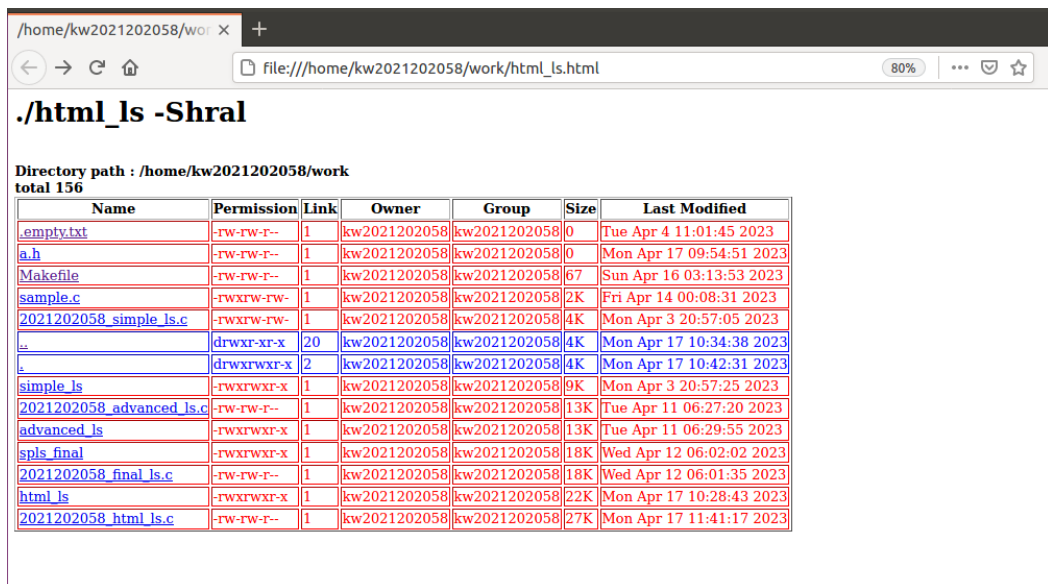 /home/kw2021202058/wor
file:///home/kw2021202058/work/html_ls.html 80%
./html_ls -Shral
Directory path : /home/kw2021202058/work
total 156
Name Permission Link Owner Group Size Last Modified
.empty.txt -rw-rw-r-- 1 kw2021202058 kw2021202058 0 Tue Apr 4 11:01:45 2023
a.h -rw-rw-r-- 1 kw2021202058 kw2021202058 0 Mon Apr 17 09:54:51 2023
Makefile -rw-rw-r-- 1 kw2021202058 kw2021202058 67 Sun Apr 16 03:13:53 2023
sample.c -rwxrw-rw- 1 kw2021202058 kw2021202058 2K Fri Apr 14 00:08:31 2023
2021202058_simple_ls.c -rwxrw-rw- 1 kw2021202058 kw2021202058 4K Mon Apr 3 20:57:05 2023
.. drwxr-xr-x 20 kw2021202058 kw2021202058 4K Mon Apr 17 10:34:38 2023
. drwxrwxr-x 2 kw2021202058 kw2021202058 4K Mon Apr 17 10:42:31 2023
simple_ls -rwxrwxr-x 1 kw2021202058 kw2021202058 9K Mon Apr 3 20:57:25 2023
2021202058_advanced_ls.c -rw-rw-r-- 1 kw2021202058 kw2021202058 13K Tue Apr 11 06:27:20 2023
advanced_ls -rwxrwxr-x 1 kw2021202058 kw2021202058 13K Tue Apr 11 06:29:55 2023
spls_final -rwxrwxr-x 1 kw2021202058 kw2021202058 18K Wed Apr 12 06:02:02 2023
2021202058_final_ls.c -rw-rw-r-- 1 kw2021202058 kw2021202058 18K Wed Apr 12 06:01:35 2023
html_ls -rwxrwxr-x 1 kw2021202058 kw2021202058 22K Mon Apr 17 10:28:43 2023
2021202058_html_ls.c -rw-rw-r-- 1 kw2021202058 kw2021202058 27K Mon Apr 17 11:41:17 2023